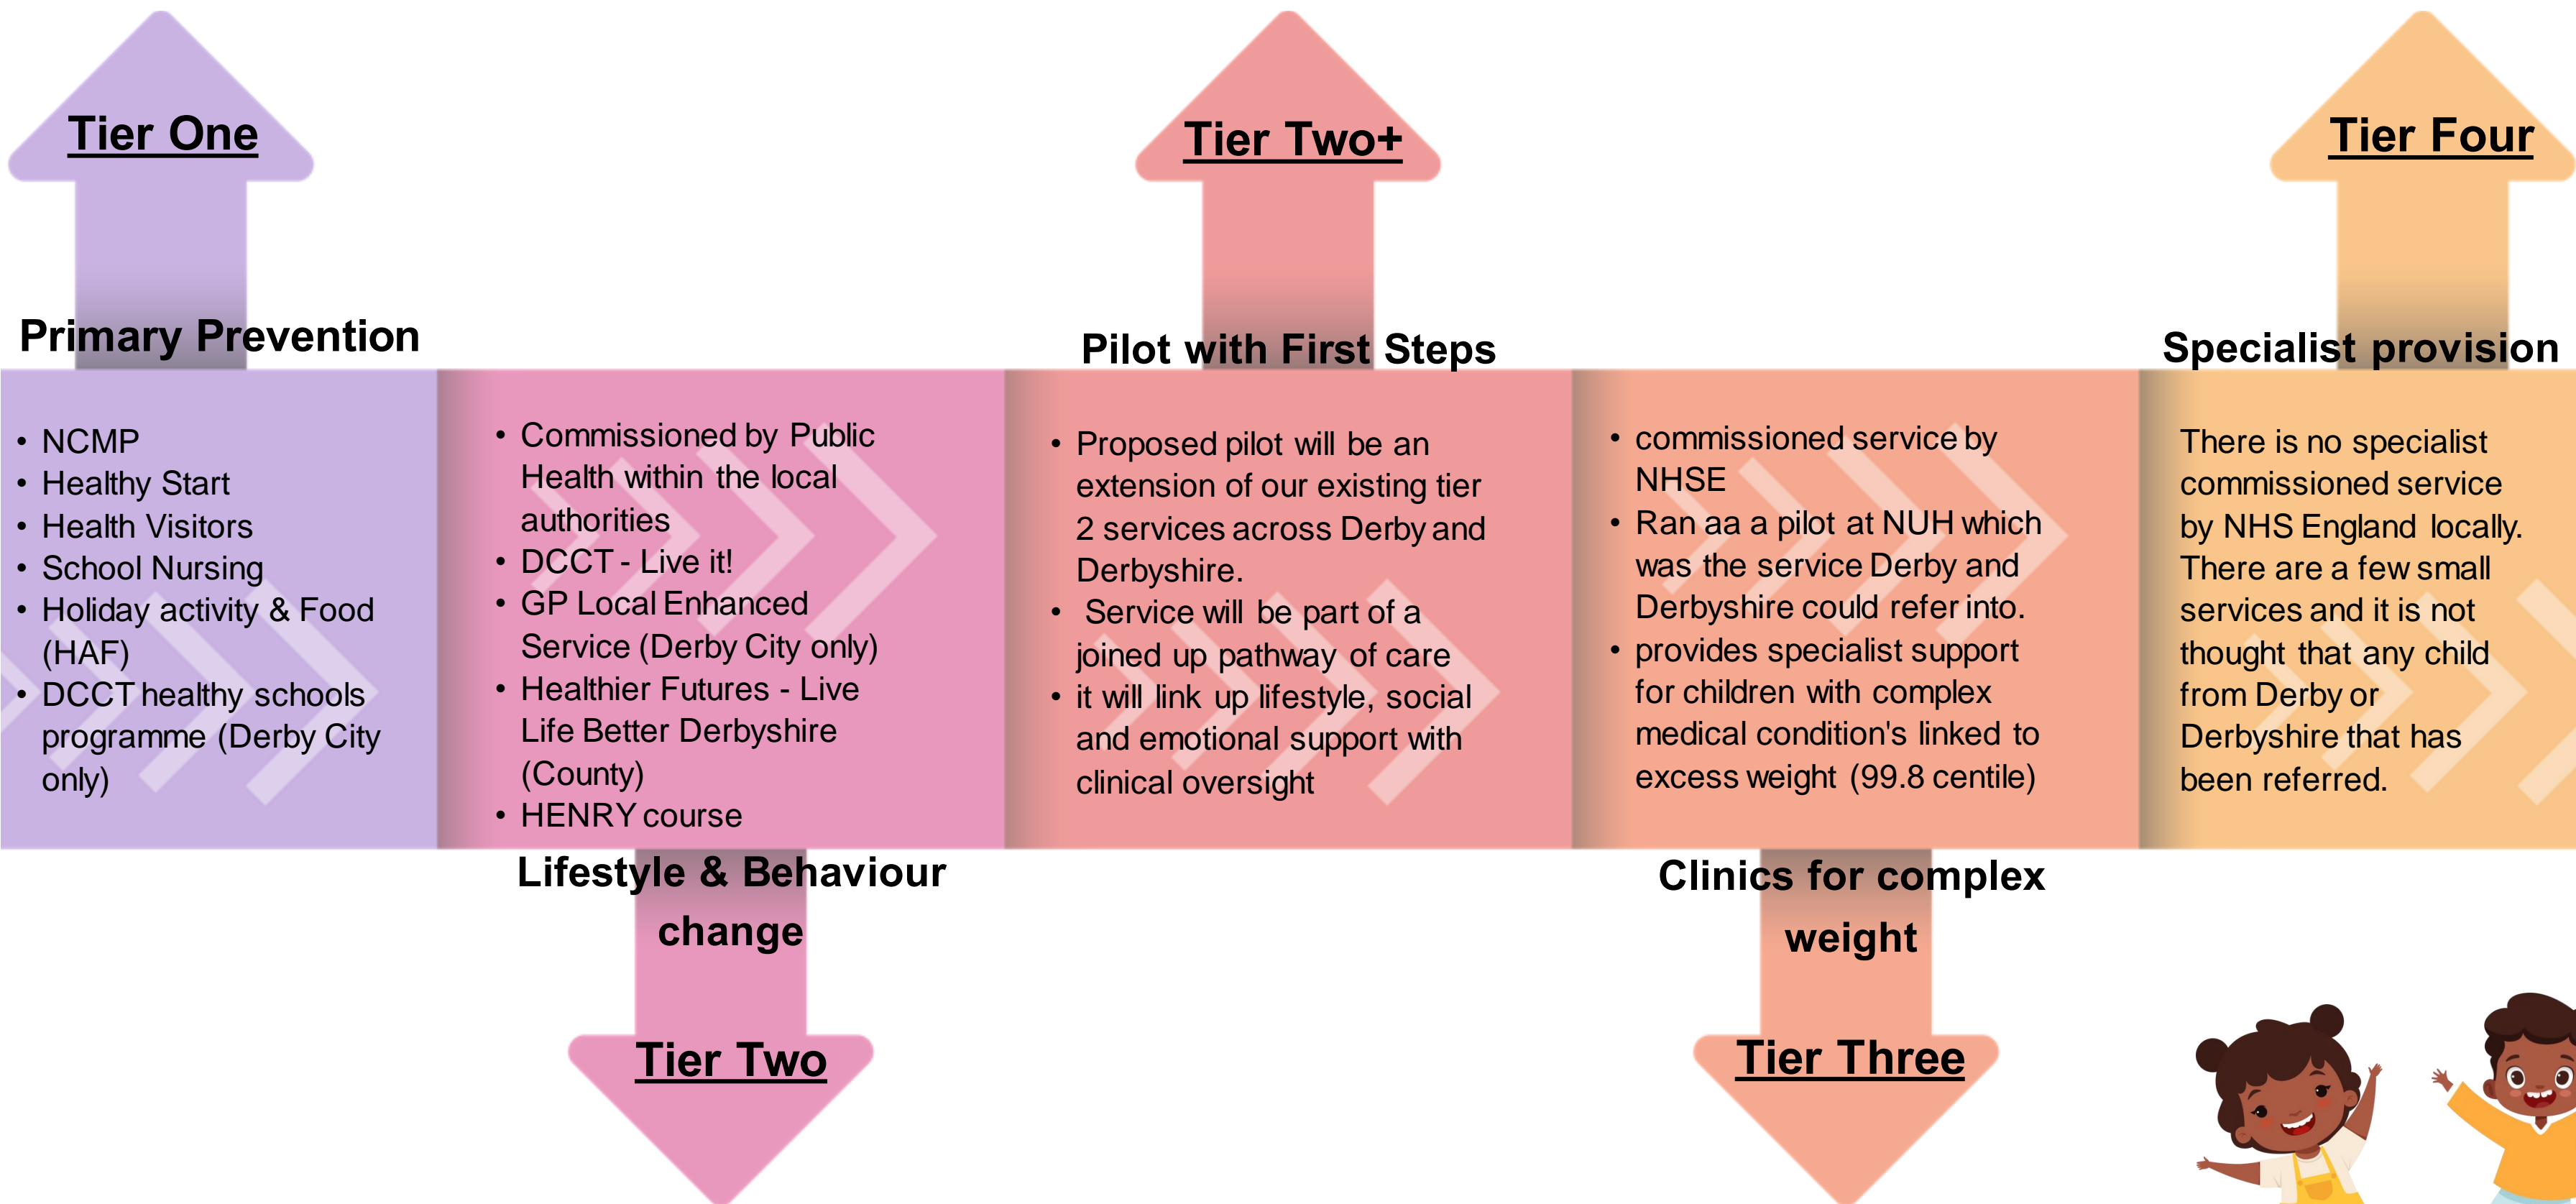 Tier One
Primary Prevention
• NCMP
• Healthy Start
• Health Visitors
• School Nursing
• Holiday activity & Food
(HAF)
• DCCT healthy schools
programme (Derby City
only)
• Commissioned by Public
Health within the local
authorities
• DCCT - Live it!
• GP Local Enhanced
Service (Derby City only)
• Healthier Futures - Live
Life Better Derbyshire
(County)
• HENRY course
Lifestyle & Behaviour
change
Tier Two
Tier Two+
Pilot with First Steps
• Proposed pilot will be an
extension of our existing tier
2 services across Derby and
Derbyshire.
• Service will be part of a
joined up pathway of care
• it will link up lifestyle, social
and emotional support with
clinical oversight
• commissioned service by
NHSE
• Ran aa a pilot at NUH which
was the service Derby and
Derbyshire could refer into.
• provides specialist support
for children with complex
medical condition's linked to
excess weight (99.8 centile)
Clinics for complex
weight
Tier Three
Tier Four
Specialist provision
There is no specialist
commissioned service
by NHS England locally.
There are a few small
services and it is not
thought that any child
from Derby or
Derbyshire that has
been referred.